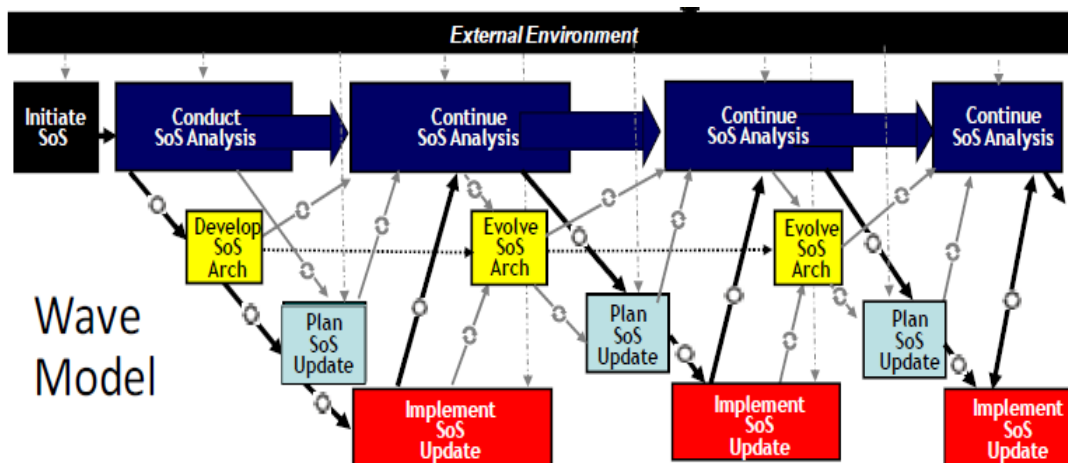 External Environment
Initiate
SoS
Conduct
SoS Analysis
Continue
SoS Analysis
Continue
SoS Analysis
Continue
SoS Analysis
Develop
SoS
Arch
Evolve
SoS
Arch
Evolve
SoS
Arch
Plan
SoS
Update
Plan
SoS
Update
Plan
SoS
Update
Wave
Model
Implement
SoS
Update
Implement
SoS
Update
Implement
SoS
Update